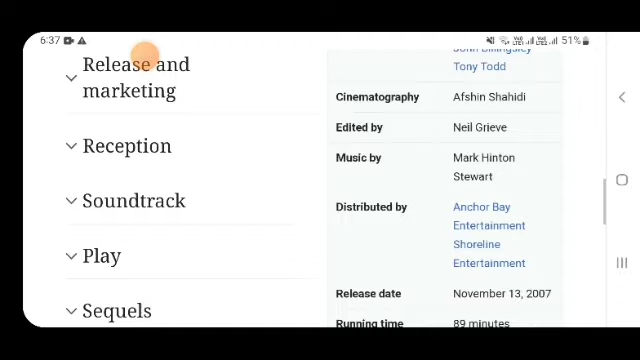 6:37
51%
Release and
marketing
Reception
Soundtrack
Play
Sequels
John Billingsley
Tony Todd
Cinematography Afshin Shahidi
Edited by Neil Grieve
Music by Mark Hinton
Stewart
Distributed by Anchor Bay
Entertainment
Shoreline
Entertainment
Release date November 13, 2007
Running time 89 minutes